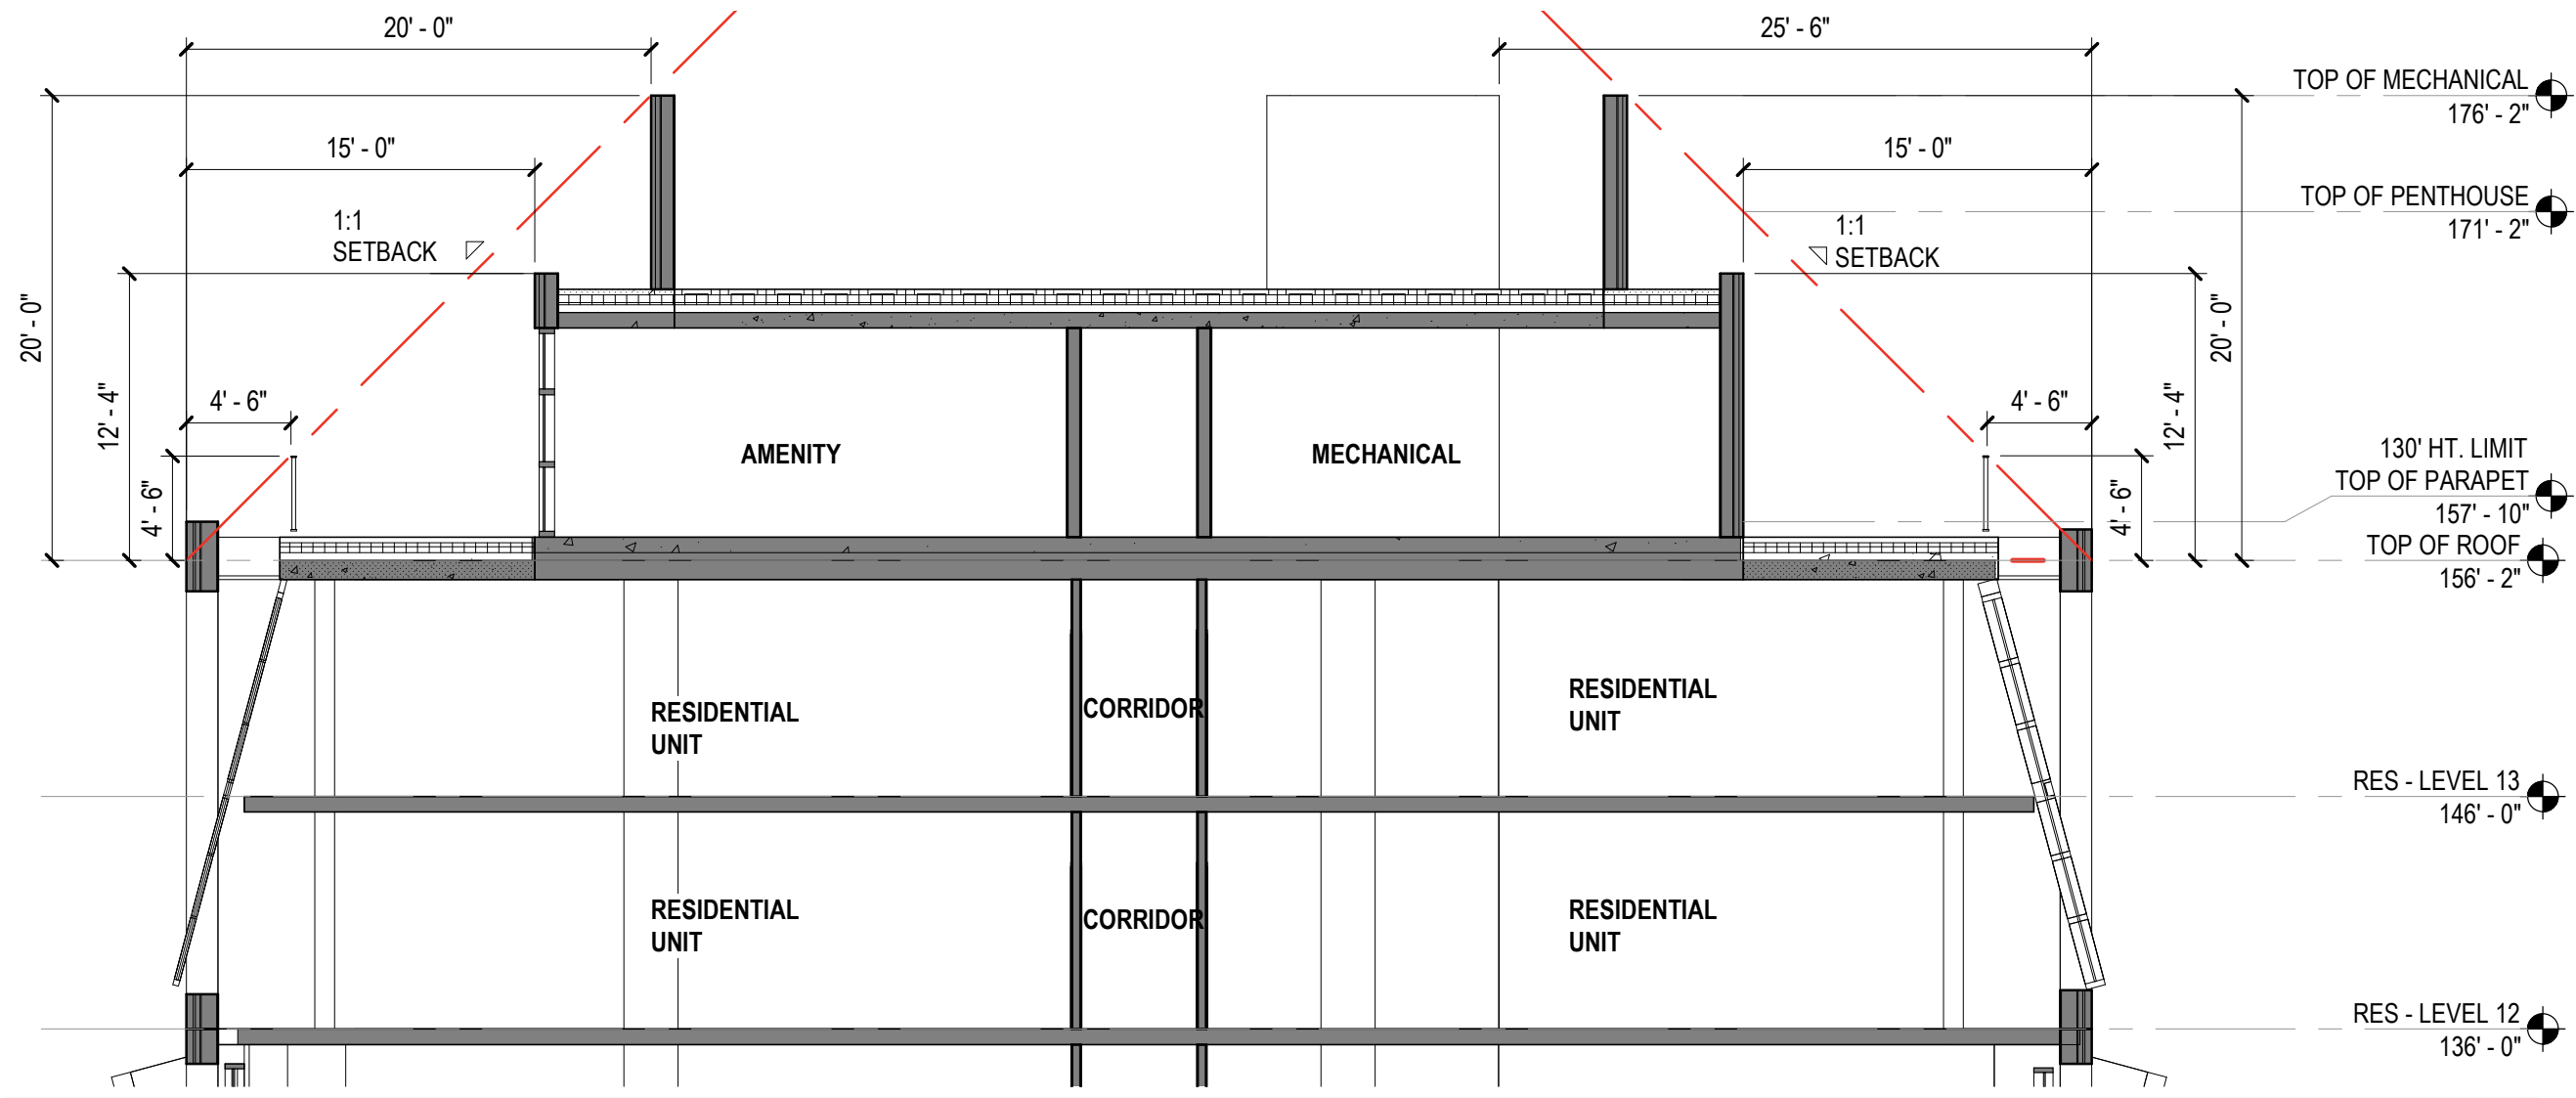 20' - 0"
25' - 6"
TOP OF MECHANICAL
176' - 2"
15' - 0"
15' - 0"
TOP OF PENTHOUSE
171' - 2"
1:1
SETBACK
1:1
SETBACK
20' - 0"
12' - 4"
4' - 6"
4' - 6"
20' - 0"
12' - 4"
4' - 6"
4' - 6"
AMENITY
MECHANICAL
130' HT. LIMIT
TOP OF PARAPET
157' - 10"
TOP OF ROOF
156' - 2"
RESIDENTIAL
UNIT
CORRIDOR
RESIDENTIAL
UNIT
RES - LEVEL 13
146' - 0"
RESIDENTIAL
UNIT
CORRIDOR
RESIDENTIAL
UNIT
RES - LEVEL 12
136' - 0"